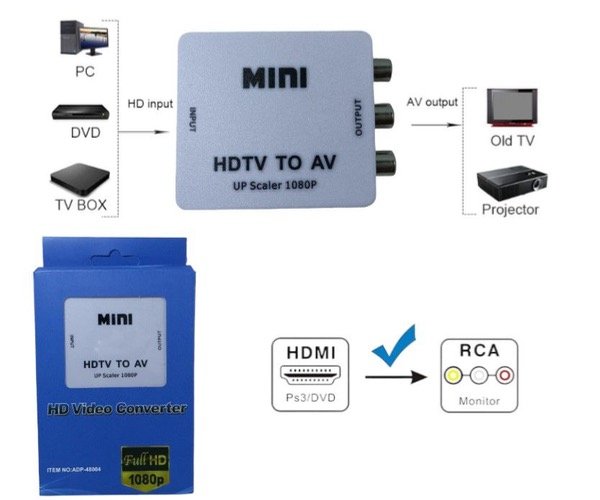 PC
HD input
DVD
TV BOX
MINI
INPUT
OUTPUT
HDTV TO AV
UP Scaler 1080P
AV output
Old TV
Projector
MINI
INPUT
OUTPUT
HDTV TO AV
UP Scaler 1080P
HD Video Converter
Full HD
1080p
ITEM NO:ADP-48004
HDMI
Ps3/DVD
RCA
Monitor